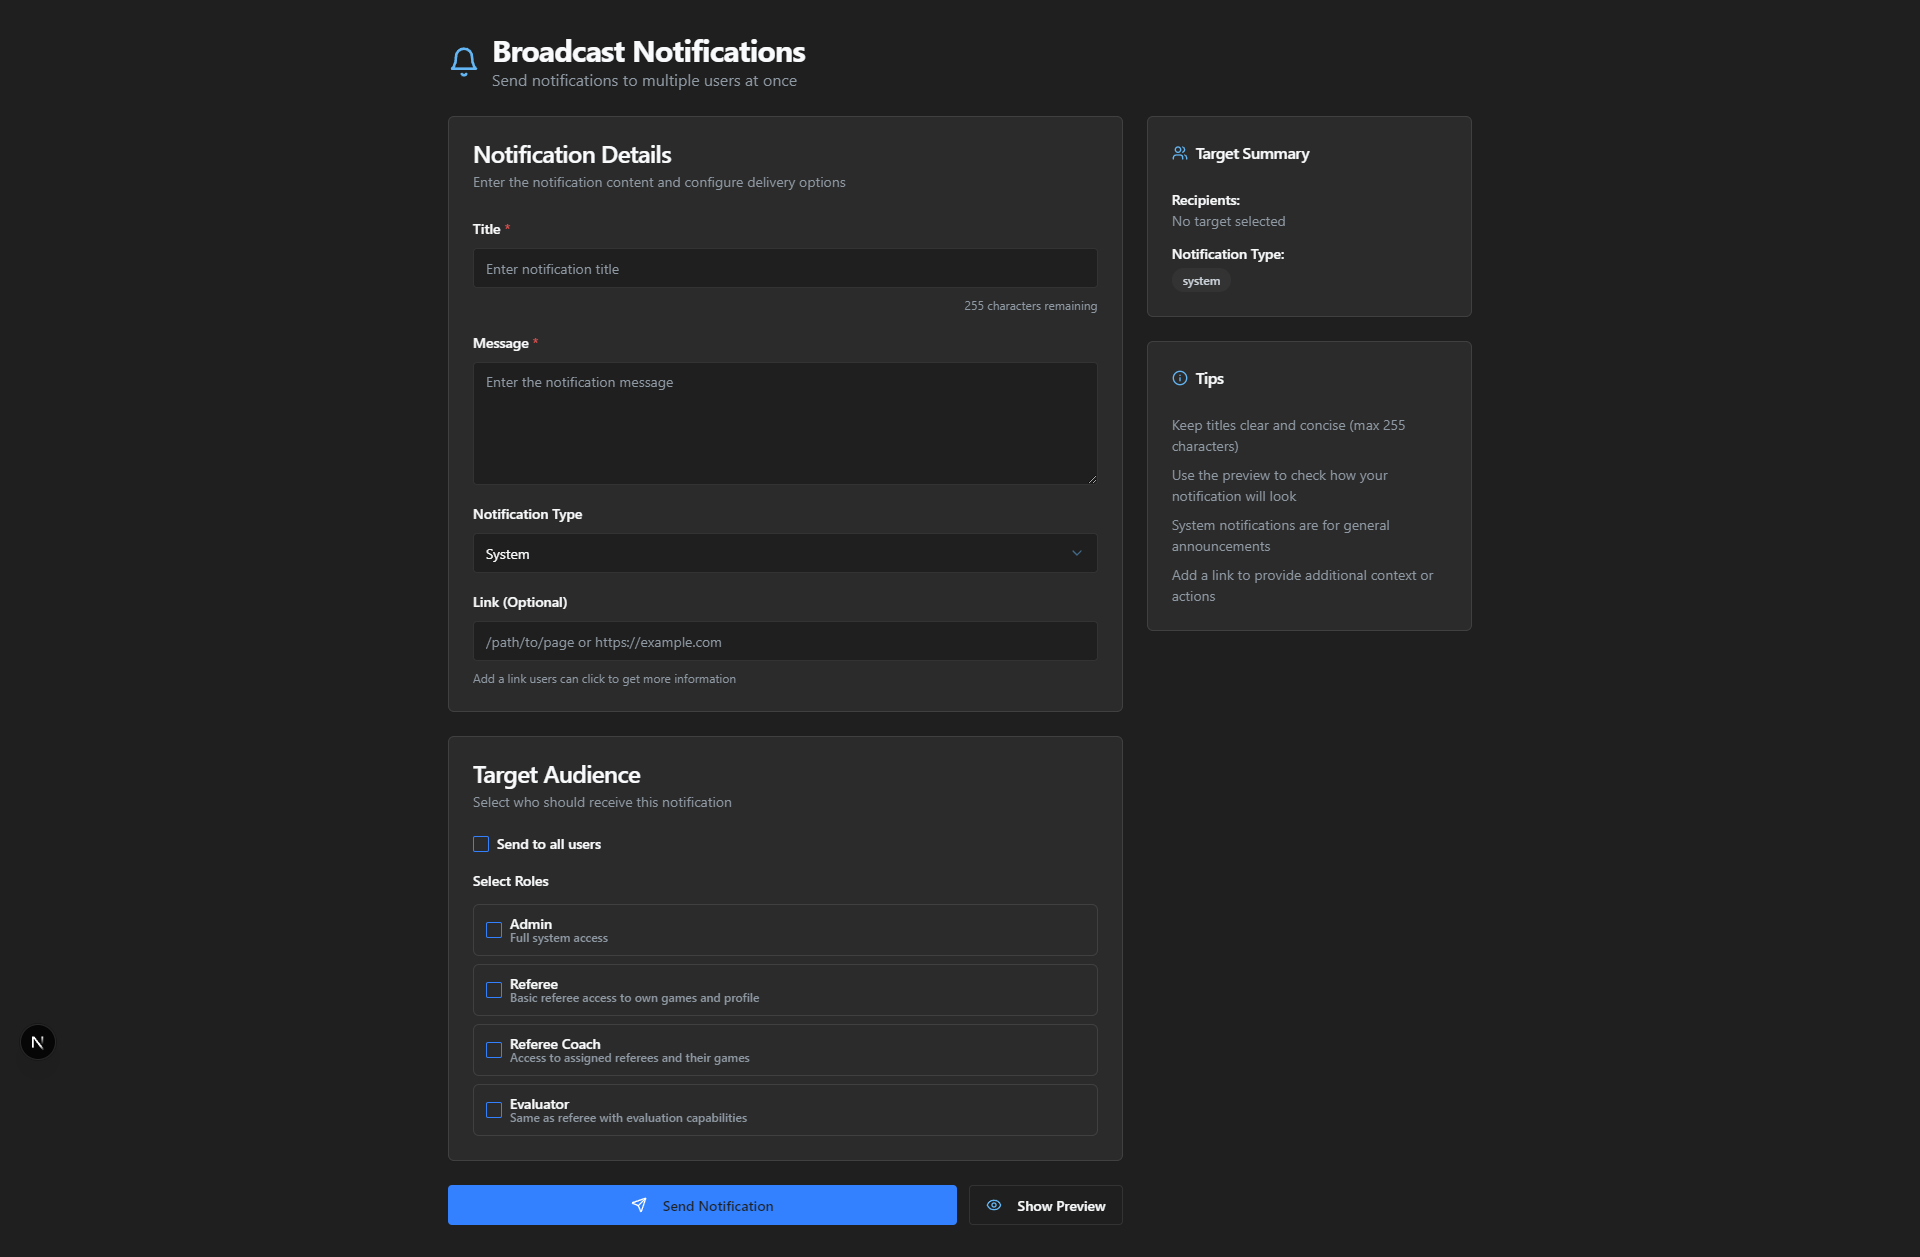 Broadcast Notifications
Send notifications to multiple users at once
Notification Details
Enter the notification content and configure delivery options
Title *
Enter notification title
255 characters remaining
Message *
Enter the notification message
Notification Type
System
Link (Optional)
/path/to/page or https://example.com
Add a link users can click to get more information
Target Audience
Select who should receive this notification
Send to all users
Select Roles
Admin
Full system access
Referee
Basic referee access to own games and profile
Referee Coach
Access to assigned referees and their games
Evaluator
Same as referee with evaluation capabilities
Send Notification
Show Preview
Target Summary
Recipients:
No target selected
Notification Type:
system
Tips
Keep titles clear and concise (max 255
characters)
Use the preview to check how your
notification will look
System notifications are for general
announcements
Add a link to provide additional context or
actions
N